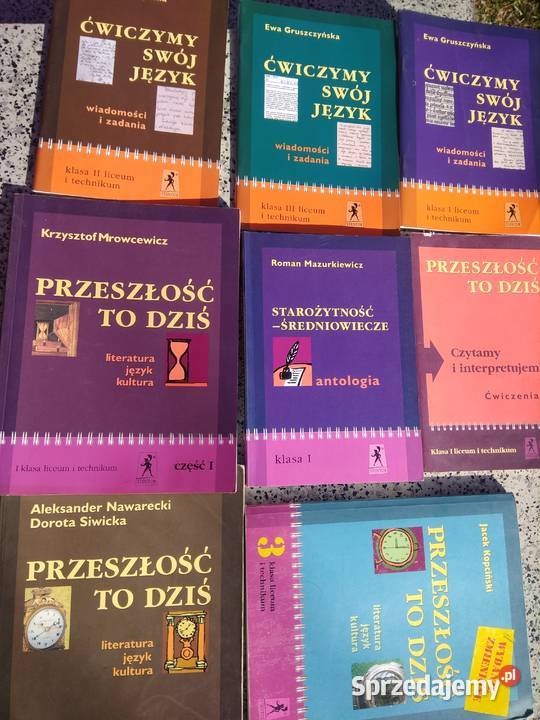 ĆWICZYMY
SWÓJ
JĘZYK
wiadomości
i zadania
klasa II liceum
i technikum
Ewa Gruszczyńska
ĆWICZYMY
SWÓJ
JĘZYK
wiadomości
i zadania
klasa III liceum
i technikum
Ewa Gruszczyńska
ĆWICZYMY
SWÓJ
JĘZYK
wiadomości
i zadania
klasa I liceum
i technikum
Krzysztof Mrowcewicz
PRZESZŁOŚĆ
TO DZIŚ
literatura
język
kultura
I klasa liceum i technikum
część I
Roman Mazurkiewicz
STAROŻYTNOŚĆ
–ŚREDNIOWIECZE
antologia
klasa I
PRZESZŁOŚĆ
TO DZIŚ
Czytamy
i interpretujem
Ćwiczenia
Klasa I liceum i technikum
Aleksander Nawarecki
Dorota Siwicka
PRZESZŁOŚĆ
TO DZIŚ
literatura
język
kultura
Jacek Kopciński
PRZESZŁOŚ
TO DZIŚ
literatura
język
kultura
3
klasa liceum
i technikum
Sprzedajemy.pl